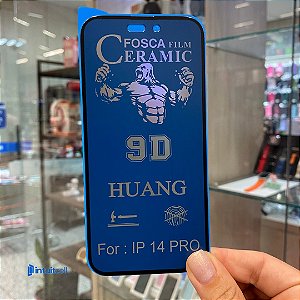 FOSCA FILM
CERAMIC
9D
HUANG
For : IP 14 PRO